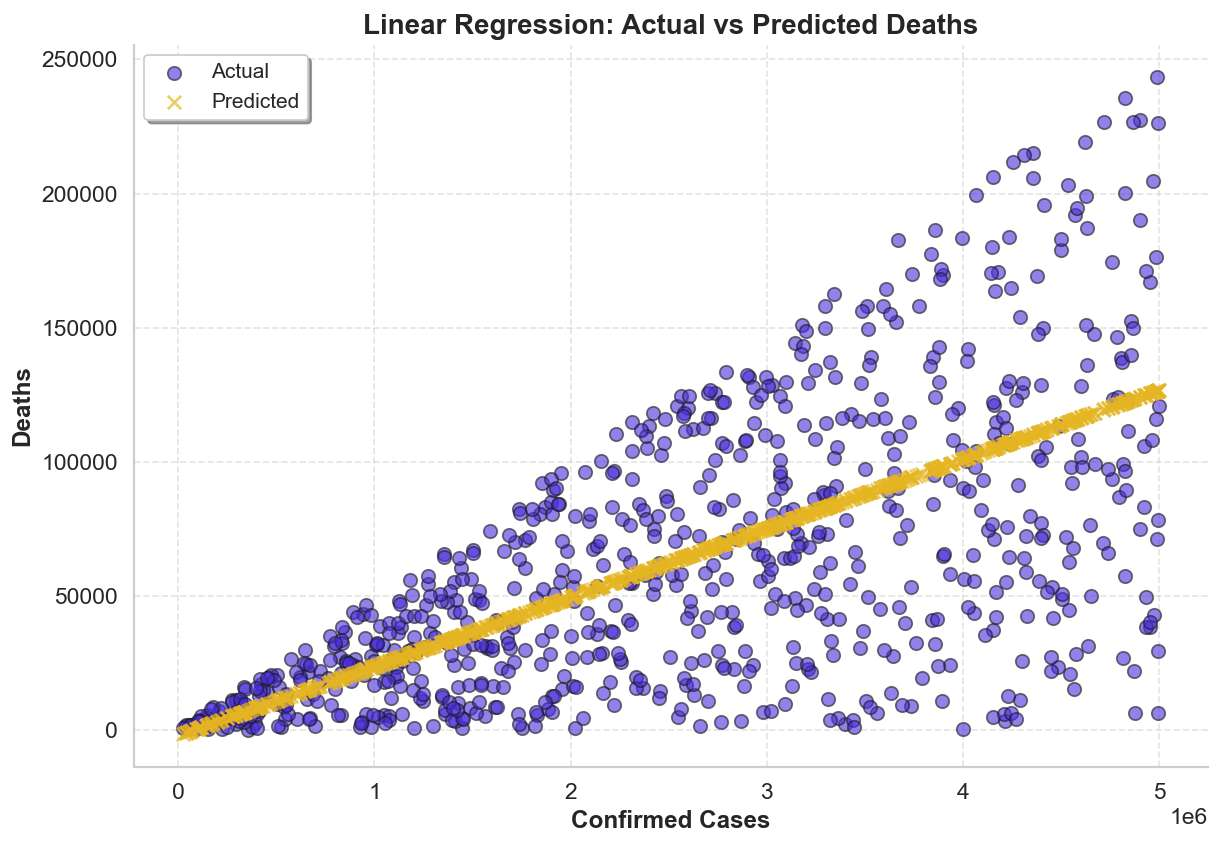 Linear Regression: Actual vs Predicted Deaths
Actual
Predicted
250000
200000
150000
100000
50000
0
Deaths
0
1
2
3
4
5
1e6
Confirmed Cases